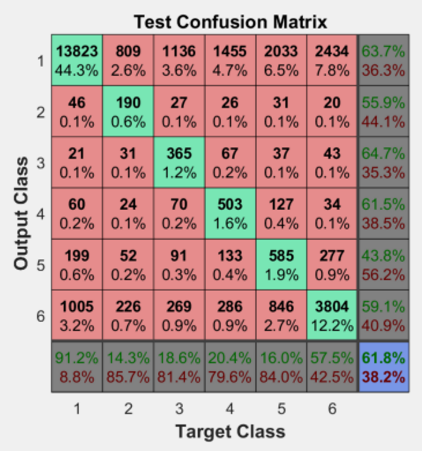 Test Confusion Matrix
1 13823 809 1136 1455 2033 2434 63.7%
44.3% 2.6% 3.6% 4.7% 6.5% 7.8% 36.3%
2 46 190 27 26 31 20 55.9%
0.1% 0.6% 0.1% 0.1% 0.1% 0.1% 44.1%
3 21 31 365 67 37 43 64.7%
0.1% 0.1% 1.2% 0.2% 0.1% 0.1% 35.3%
4 60 24 70 503 127 34 61.5%
0.2% 0.1% 0.2% 1.6% 0.4% 0.1% 38.5%
5 199 52 91 133 585 277 43.8%
0.6% 0.2% 0.3% 0.4% 1.9% 0.9% 56.2%
6 1005 226 269 286 846 3804 59.1%
3.2% 0.7% 0.9% 0.9% 2.7% 12.2% 40.9%
91.2% 14.3% 18.6% 20.4% 16.0% 57.5% 61.8%
8.8% 85.7% 81.4% 79.6% 84.0% 42.5% 38.2%
1 2 3 4 5 6
Target Class
Output Class